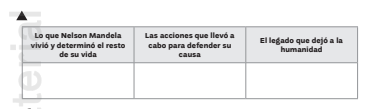 Lo que Nelson Mandela
vivió y determinó el resto
de su vida
Las acciones que llevó a
cabo para defender su
causa
El legado que dejó a la
humanidad
terial